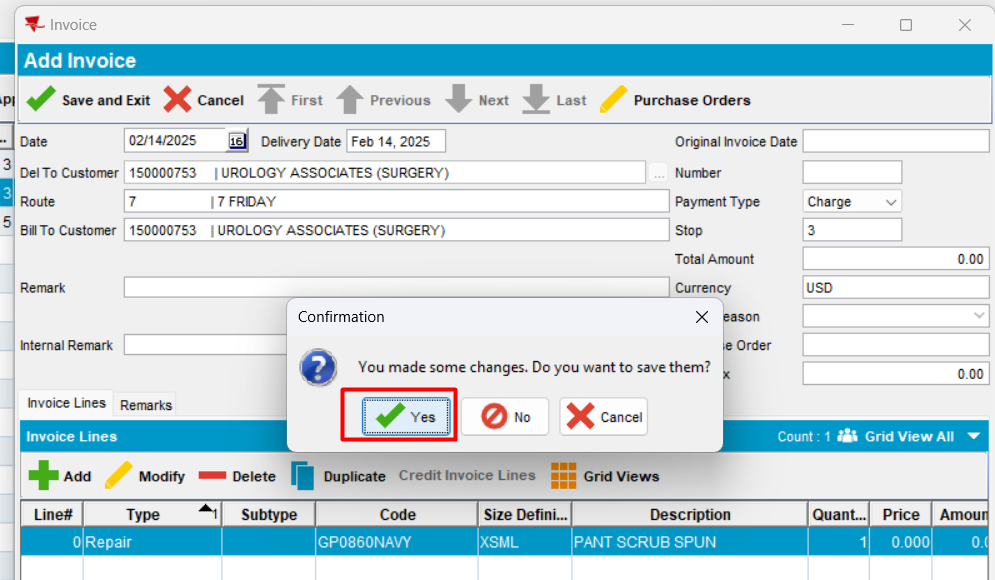 Invoice
Add Invoice
Save and Exit Cancel First Previous Next Last Purchase Orders
Date 02/14/2025 16 Delivery Date Feb 14, 2025 Original Invoice Date
Del To Customer 150000753 | UROLOGY ASSOCIATES (SURGERY) ... Number
Route 7 | 7 FRIDAY Payment Type Charge
Bill To Customer 150000753 | UROLOGY ASSOCIATES (SURGERY) Stop 3
Total Amount 0.00
Remark Currency USD
Confirmation
Internal Remark
You made some changes. Do you want to save them?
0.00
Yes No Cancel
Invoice Lines Remarks
Invoice Lines Count : 1 Grid View All
Add Modify Delete Duplicate Credit Invoice Lines Grid Views
Line# Type 1 Subtype Code Size Defini... Description Quant... Price Amoun
0 Repair GP0860NAVY XSML PANT SCRUB SPUN 1 0.000 0.0
3
3
5